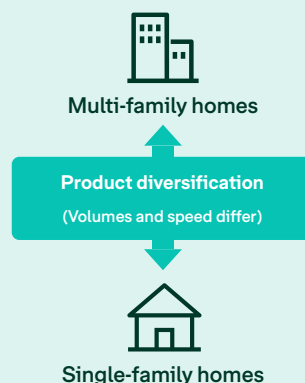 Multi-family homes
Product diversification
(Volumes and speed differ)
Single-family homes